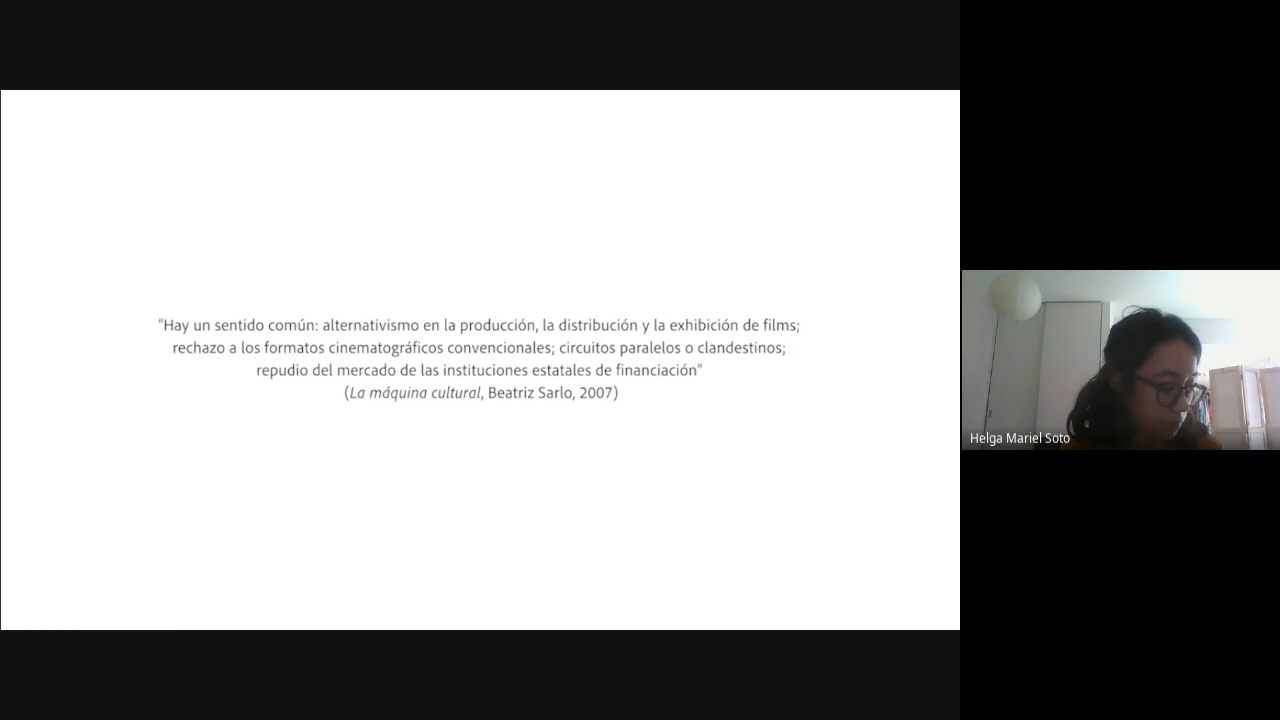 “Hay un sentido común: alternativismo en la producción, la distribución y la exhibición de films;
rechazo a los formatos cinematográficos convencionales; circuitos paralelos o clandestinos;
repudio del mercado de las instituciones estatales de financiación”
(La máquina cultural, Beatriz Sarlo, 2007)
Helga Mariel Soto